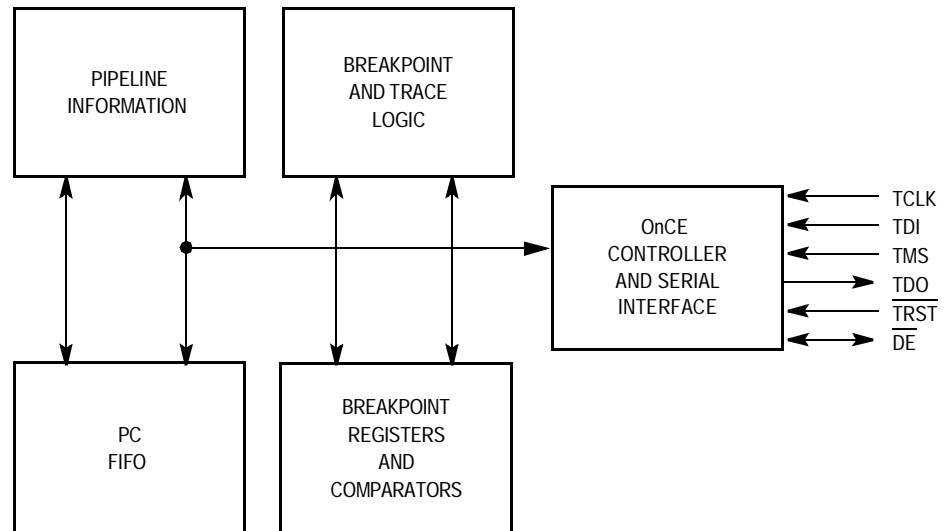 PIPELINE
INFORMATION
BREAKPOINT
AND TRACE
LOGIC
OnCE
CONTROLLER
AND SERIAL
INTERFACE
TCLK
TDI
TMS
TDO
TRST
DE
PC
FIFO
BREAKPOINT
REGISTERS
AND
COMPARATORS